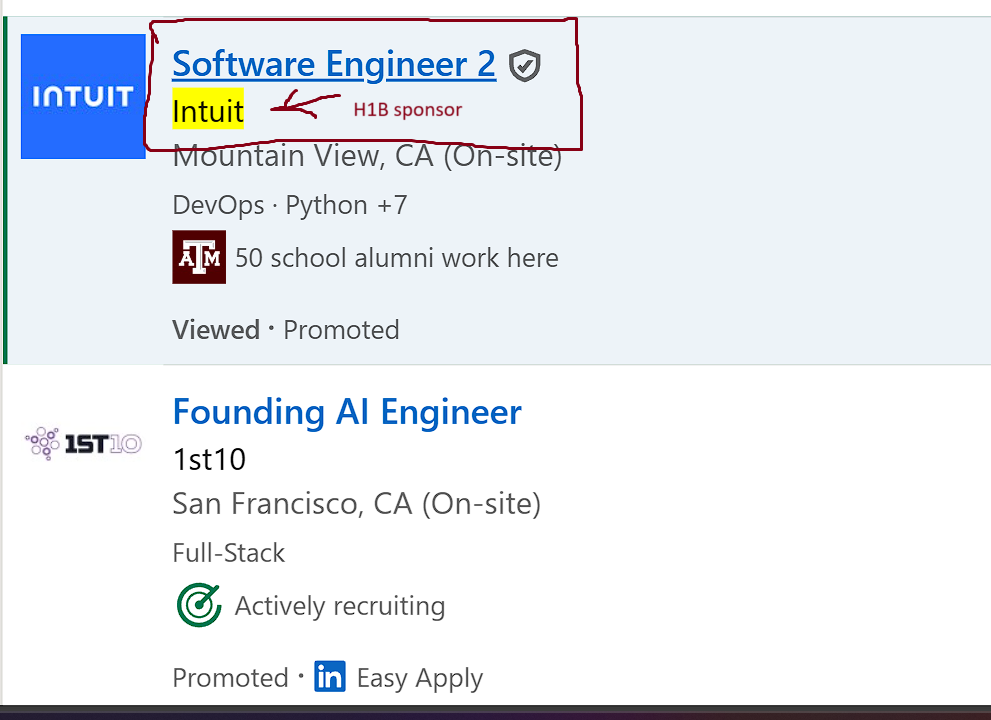 INTUIT
Software Engineer 2
Intuit
H1B sponsor
Mountain View, CA (On-site)
DevOps · Python +7
ATM
50 school alumni work here
Viewed · Promoted
1ST10
Founding AI Engineer
1st10
San Francisco, CA (On-site)
Full-Stack
Actively recruiting
Promoted · in Easy Apply